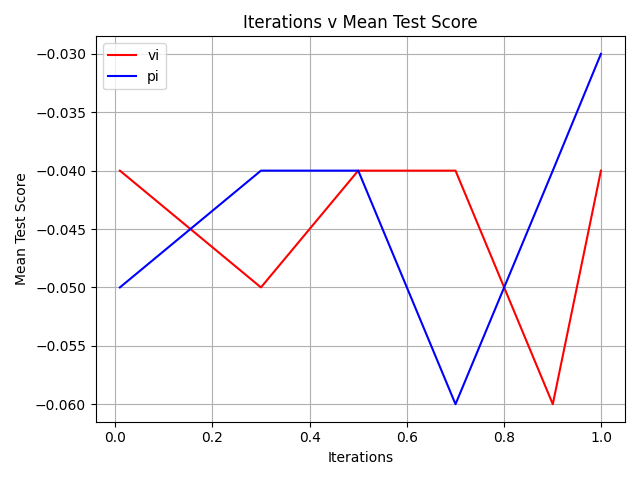 Iterations v Mean Test Score
vi
pi
−0.030
−0.035
−0.040
−0.045
−0.050
−0.055
−0.060
Mean Test Score
0.0 0.2 0.4 0.6 0.8 1.0
Iterations